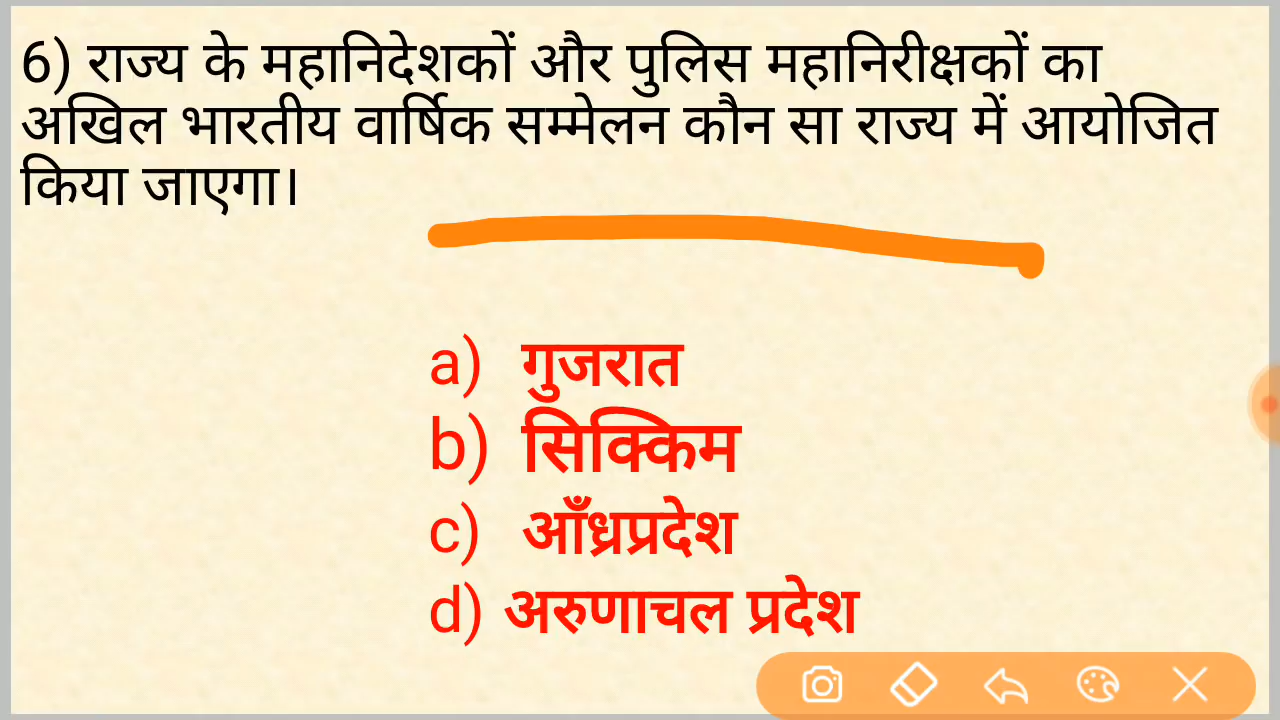 6) राज्य के महानिदेशकों और पुलिस महानिरीक्षकों का
अखिल भारतीय वार्षिक सम्मेलन कौन सा राज्य में आयोजित
किया जाएगा।
a) गुजरात
b) सिक्किम
c) आँध्रप्रदेश
d) अरुणाचल प्रदेश